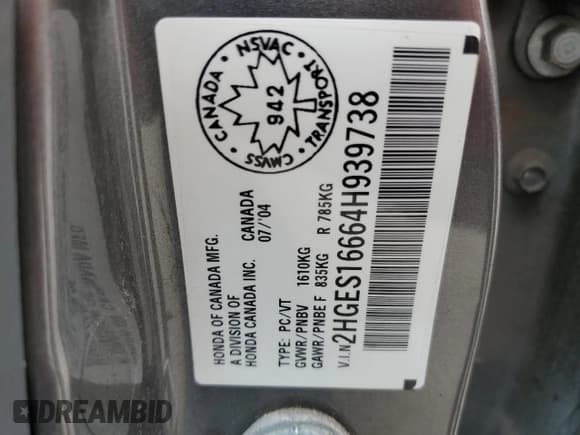 CANADA • NSVAC • TRANSPORT • CMVSS •
942
HONDA OF CANADA MFG.
A DIVISION OF
HONDA CANADA INC. CANADA
07/'04
TYPE: PC/VT
GVWR/PNBV 1610KG
GAWR/PNBE F 835KG R 785KG
V.I.N 2HGES16664H939738
DREAMBID